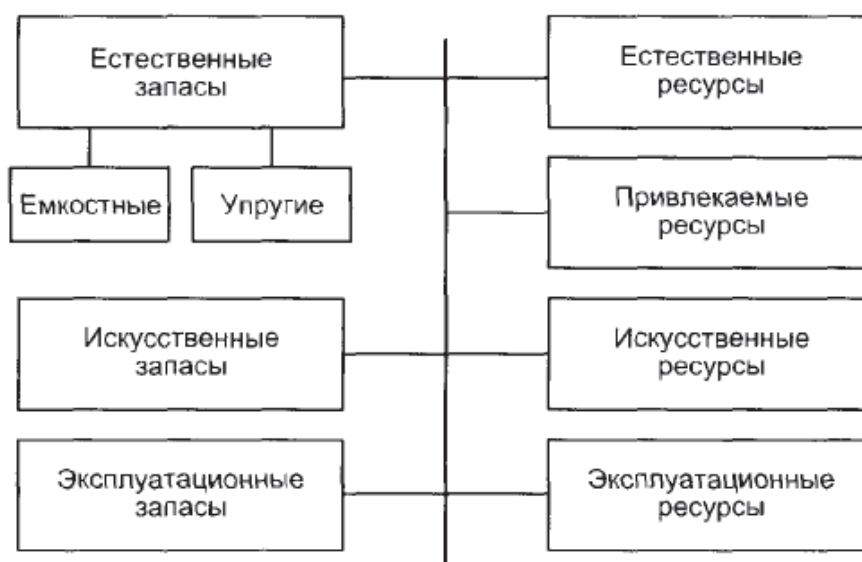 Естественные
запасы
Естественные
ресурсы
Емкостные
Упругие
Привлекаемые
ресурсы
Искусственные
запасы
Искусственные
ресурсы
Эксплуатационные
запасы
Эксплуатационные
ресурсы